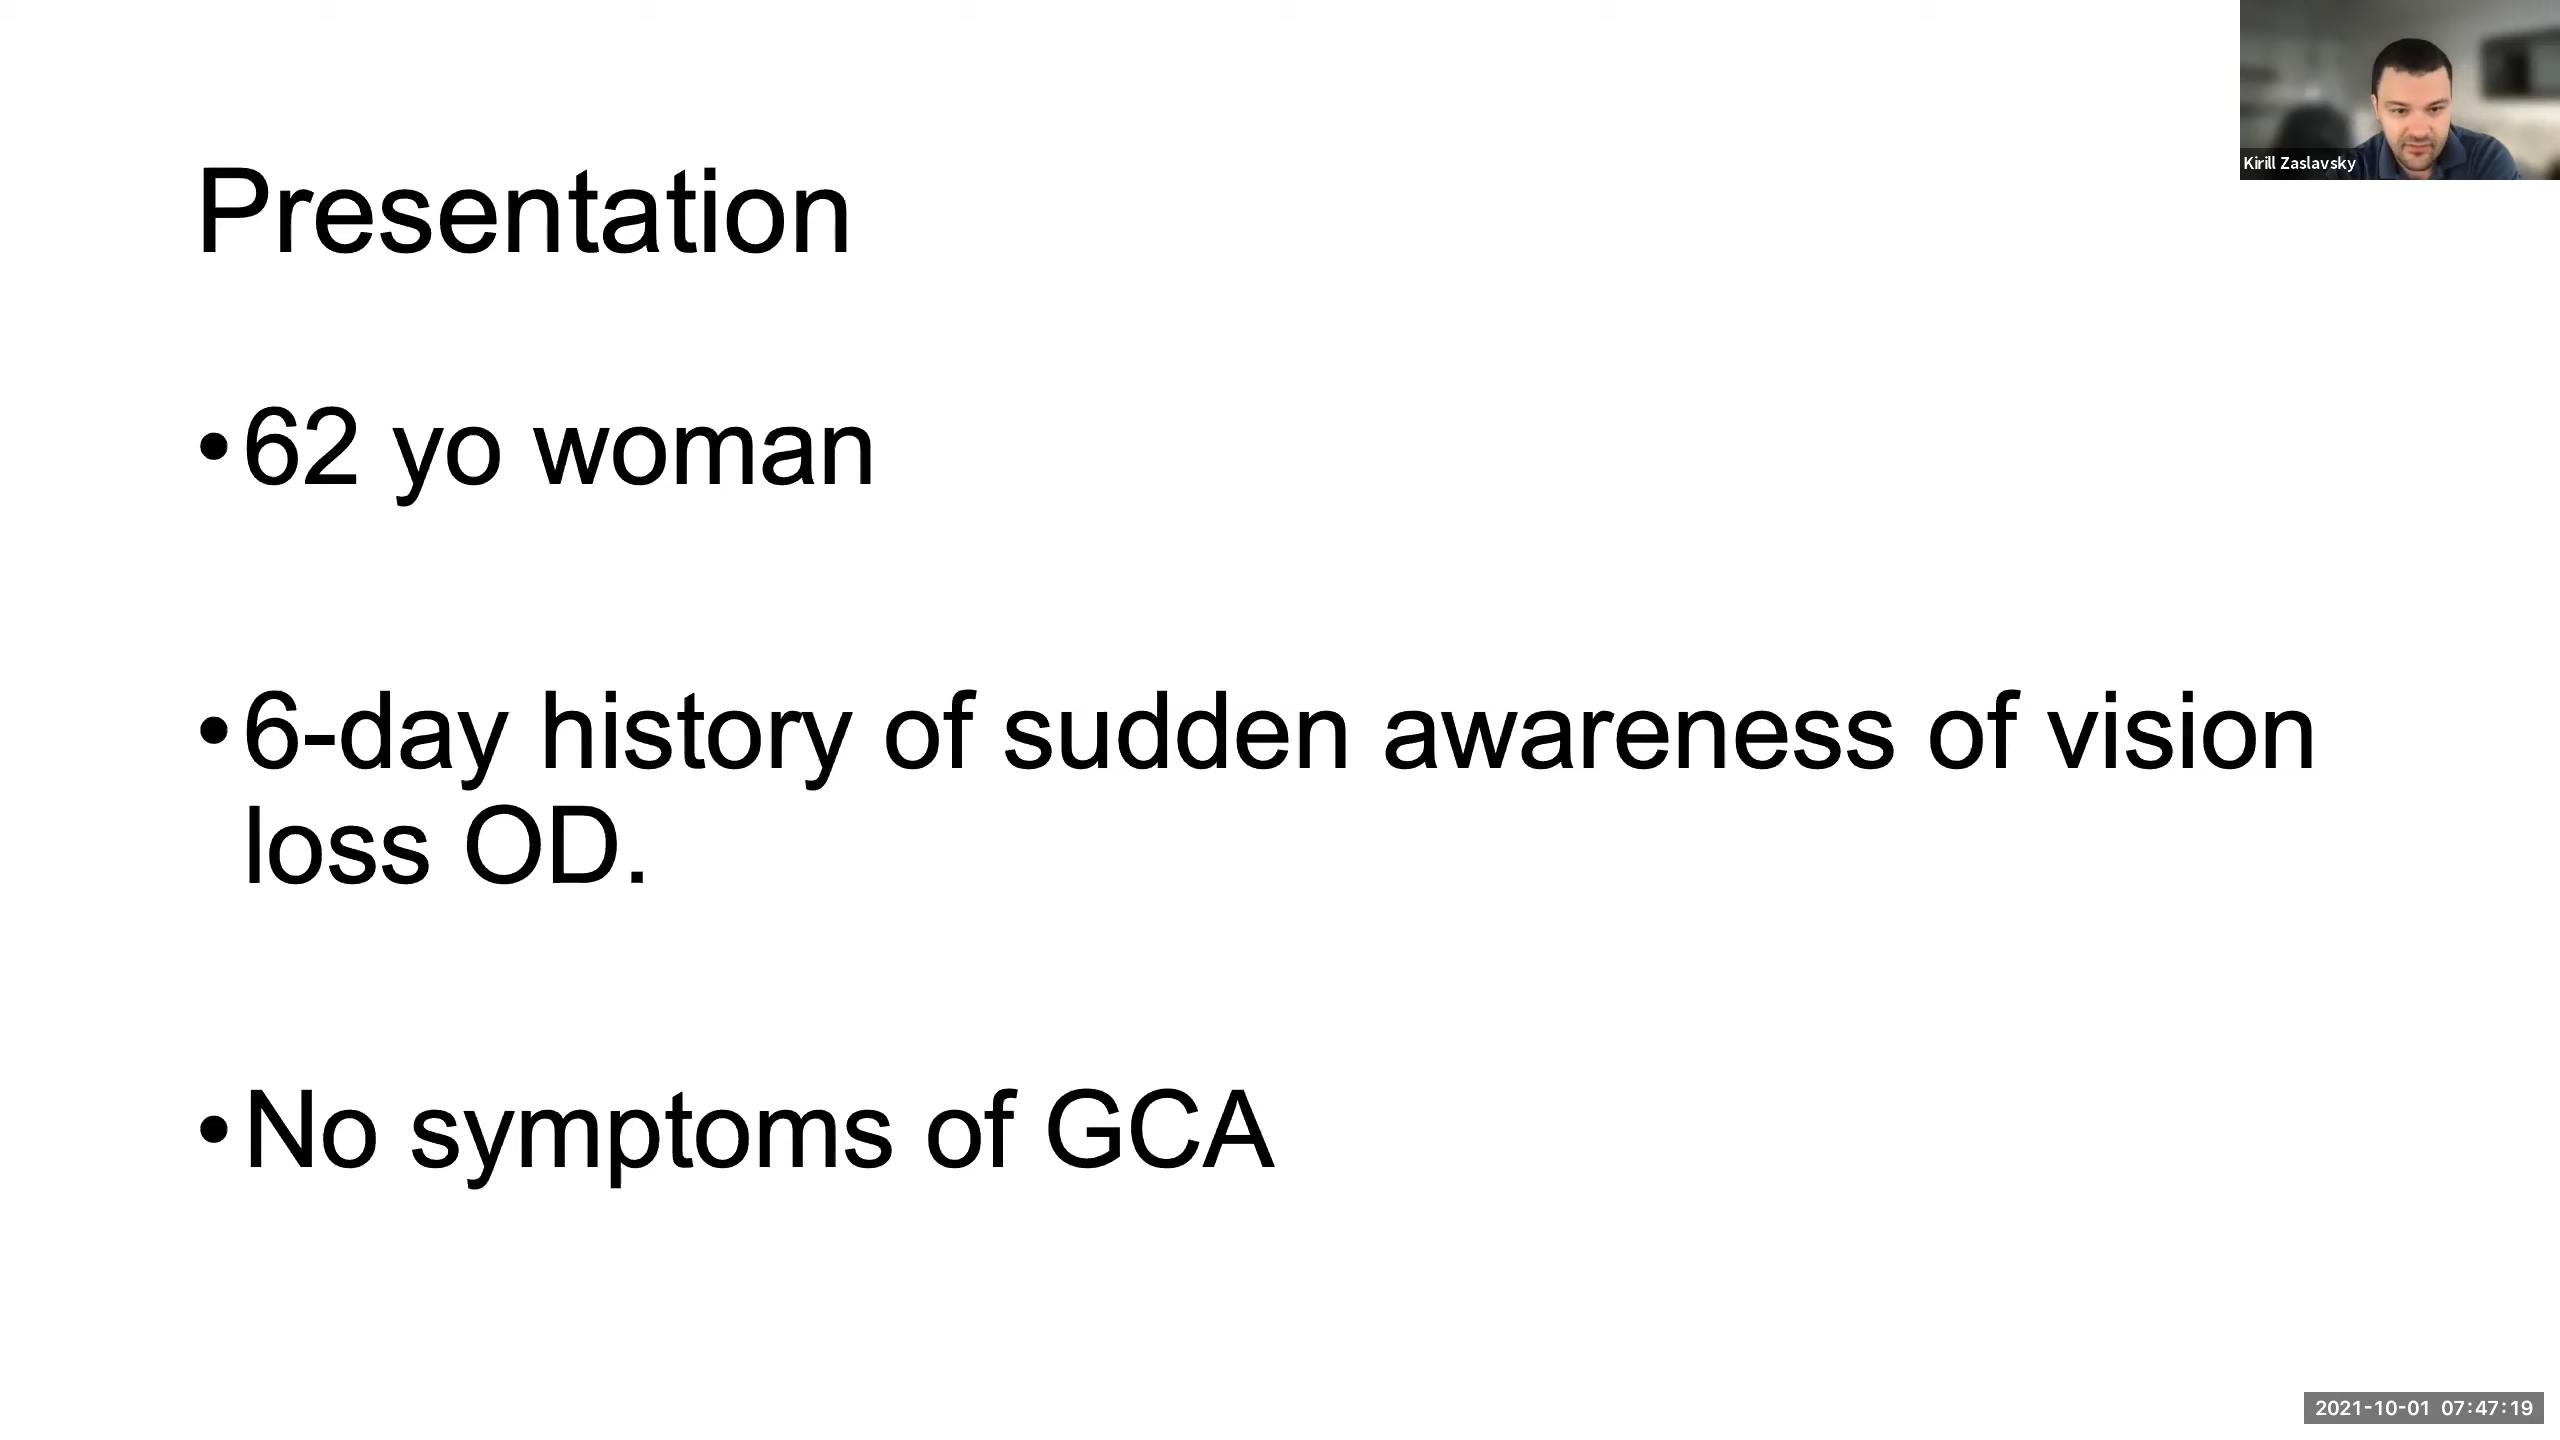 Kirill Zaslavsky
Presentation
•62 yo woman
•6-day history of sudden awareness of vision
loss OD.
•No symptoms of GCA
2021-10-01 07:47:19